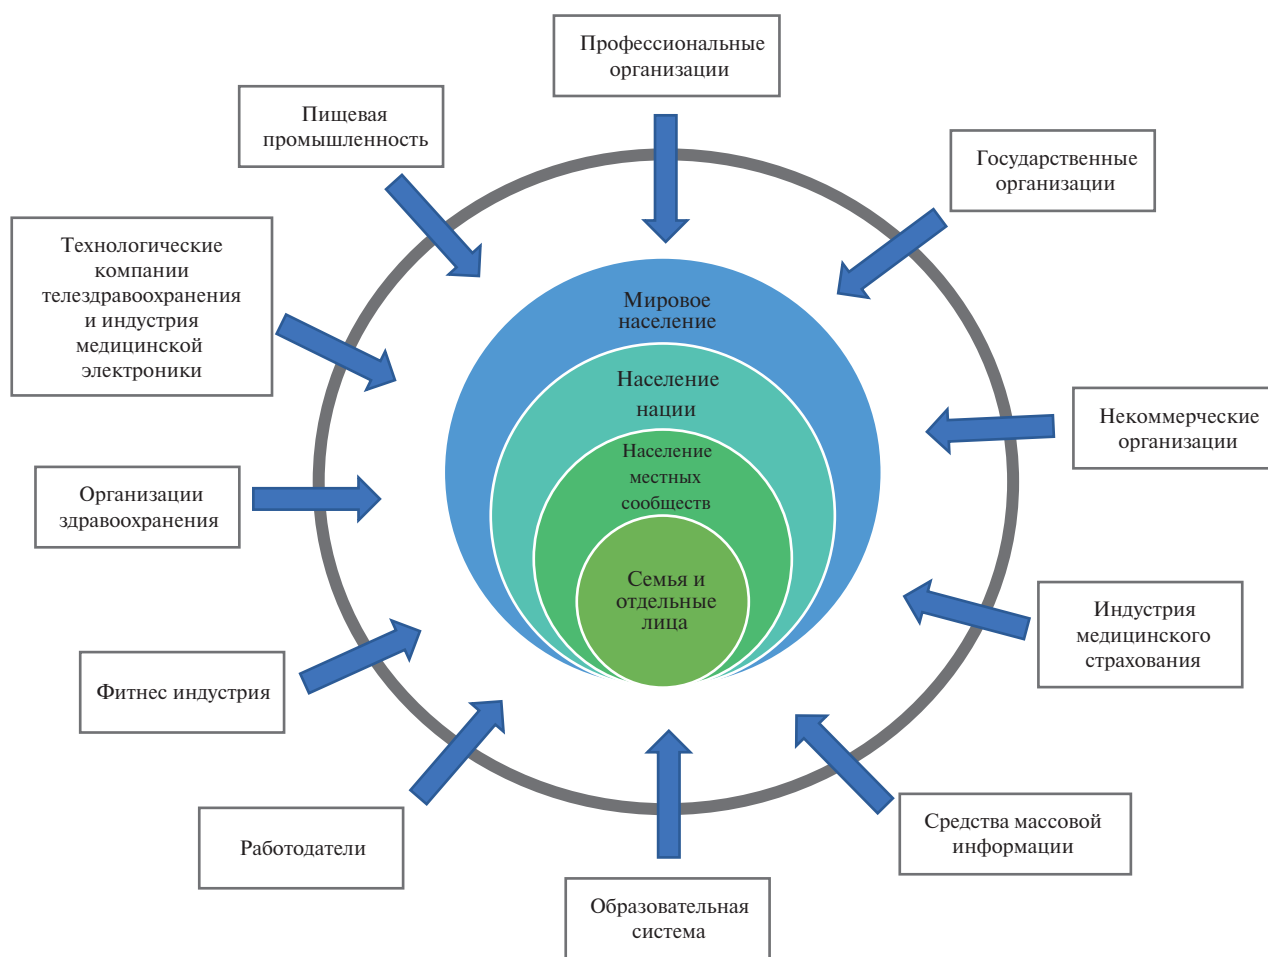 Профессиональные
организации
Пищевая
промышленность
Государственные
организации
Технологические
компании
телездравоохранения
и индустрия
медицинской
электроники
Мировое
население
Население
нации
Некоммерческие
организации
Население
местных
сообществ
Организации
здравоохранения
Семья и
отдельные
лица
Индустрия
медицинского
страхования
Фитнес индустрия
Средства массовой
информации
Работодатели
Образовательная
система